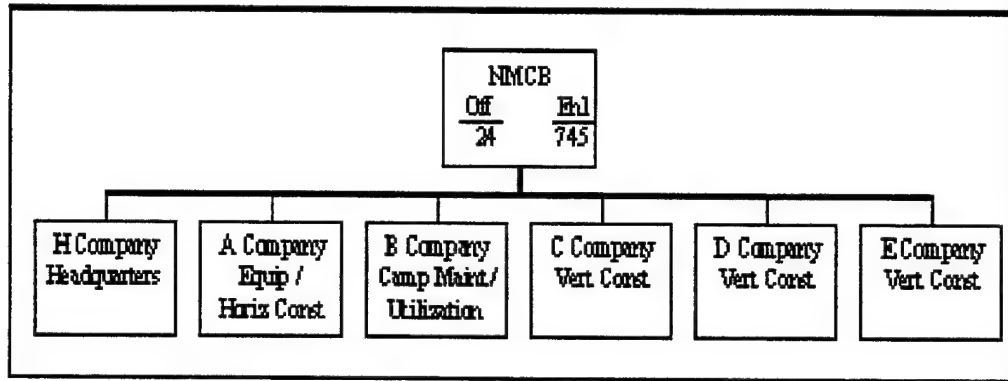 NMCB
Off Enl
24 745
H Company
Headquarters
A Company
Equip /
Horiz Const
B Company
Camp Maint/
Utilization
C Company
Vert Const
D Company
Vert Const
E Company
Vert Const